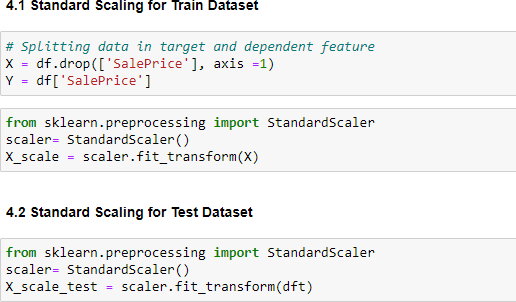 4.1 Standard Scaling for Train Dataset
# Splitting data in target and dependent feature
X = df.drop(['SalePrice'], axis =1)
Y = df['SalePrice']
from sklearn.preprocessing import StandardScaler
scaler= StandardScaler()
X_scale = scaler.fit_transform(X)
4.2 Standard Scaling for Test Dataset
from sklearn.preprocessing import StandardScaler
scaler= StandardScaler()
X_scale_test = scaler.fit_transform(dft)